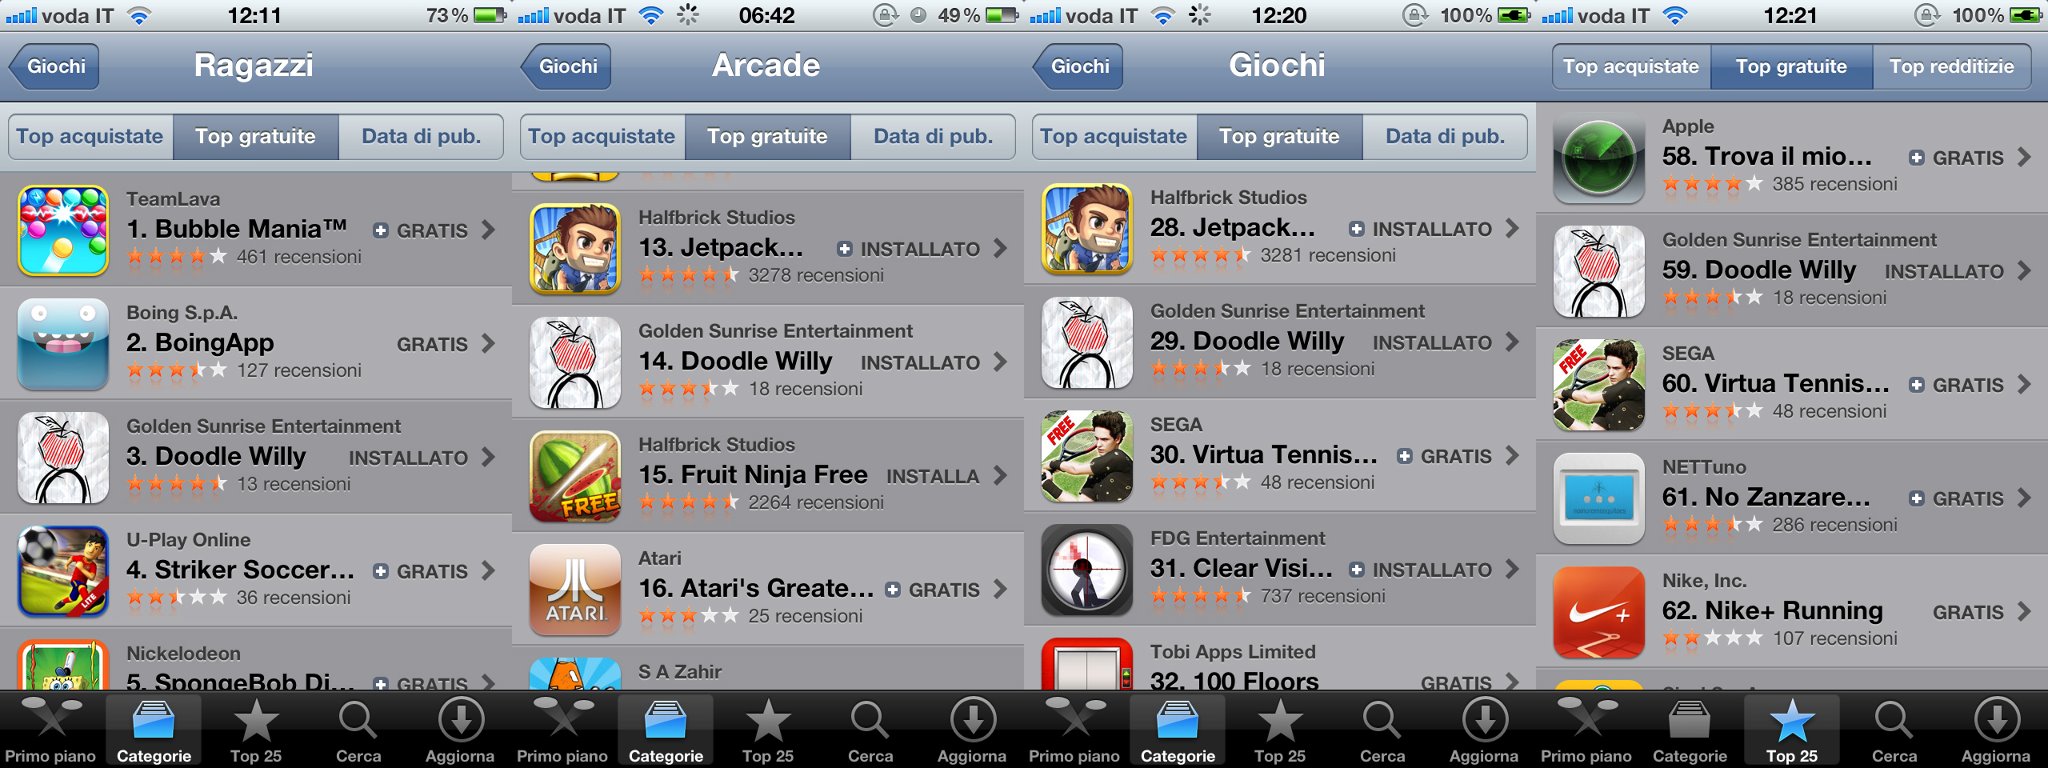 voda IT 12:11 73%
Giochi Ragazzi
Top acquistate Top gratuite Data di pub.
TeamLava
1. Bubble Mania™ GRATIS
461 recensioni
Boing S.p.A.
2. BoingApp GRATIS
127 recensioni
Golden Sunrise Entertainment
3. Doodle Willy INSTALLATO
13 recensioni
U-Play Online
4. Striker Soccer... GRATIS
LITE
36 recensioni
Nickelodeon
5. SpongeBob Di... GRATIS
Primo piano Categorie Top 25 Cerca Aggiorna
voda IT 06:42 49%
Giochi Arcade
Top acquistate Top gratuite Data di pub.
Halfbrick Studios
13. Jetpack... INSTALLATO
3278 recensioni
Golden Sunrise Entertainment
14. Doodle Willy INSTALLATO
18 recensioni
Halfbrick Studios
15. Fruit Ninja Free INSTALLA
FREE
2264 recensioni
Atari
16. Atari's Greate... GRATIS
ATARI
25 recensioni
S A Zahir
Primo piano Categorie Top 25 Cerca Aggiorna
voda IT 12:20 100%
Giochi Giochi
Top acquistate Top gratuite Data di pub.
Halfbrick Studios
28. Jetpack... INSTALLATO
3281 recensioni
Golden Sunrise Entertainment
29. Doodle Willy INSTALLATO
18 recensioni
SEGA
FREE
30. Virtua Tennis... GRATIS
48 recensioni
FDG Entertainment
31. Clear Visi... INSTALLATO
737 recensioni
Tobi Apps Limited
32. 100 Floors GRATIS
Primo piano Categorie Top 25 Cerca Aggiorna
voda IT 12:21 100%
Top acquistate Top gratuite Top redditizie
Apple
58. Trova il mio... GRATIS
385 recensioni
Golden Sunrise Entertainment
59. Doodle Willy INSTALLATO
18 recensioni
SEGA
FREE
60. Virtua Tennis... GRATIS
48 recensioni
NETTuno
61. No Zanzare... GRATIS
286 recensioni
Nike, Inc.
62. Nike+ Running GRATIS
107 recensioni
Primo piano Categorie Top 25 Cerca Aggiorna